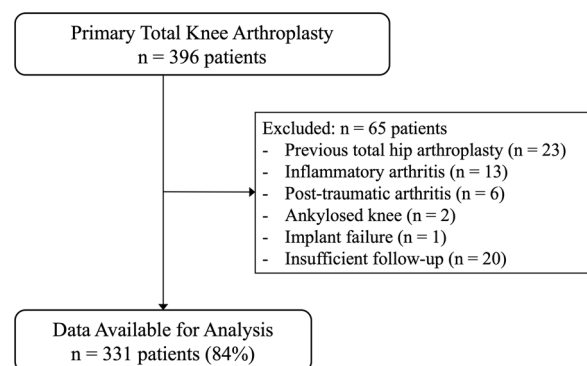 Primary Total Knee Arthroplasty
n = 396 patients
Excluded: n = 65 patients
- Previous total hip arthroplasty (n = 23)
- Inflammatory arthritis (n = 13)
- Post-traumatic arthritis (n = 6)
- Ankylosed knee (n = 2)
- Implant failure (n = 1)
- Insufficient follow-up (n = 20)
Data Available for Analysis
n = 331 patients (84%)